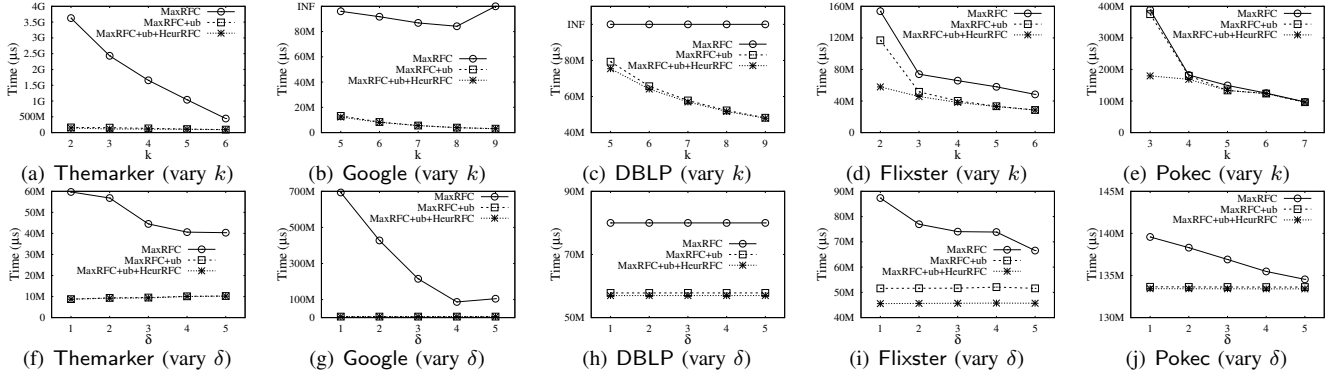 4G
3.5G
3G
2.5G
2G
1.5G
1G
500M
0
Time (μs)
MaxRFC
MaxRFC+ub
MaxRFC+ub+HeurRFC
2 3 4 5 6
k
(a) Themarker (vary k)
INF
80M
60M
40M
20M
0
Time (μs)
MaxRFC
MaxRFC+ub
MaxRFC+ub+HeurRFC
5 6 7 8 9
k
(b) Google (vary k)
INF
80M
60M
40M
Time (μs)
MaxRFC
MaxRFC+ub
MaxRFC+ub+HeurRFC
5 6 7 8 9
k
(c) DBLP (vary k)
160M
120M
80M
40M
0
Time (μs)
MaxRFC
MaxRFC+ub
MaxRFC+ub+HeurRFC
2 3 4 5 6
k
(d) Flixster (vary k)
400M
300M
200M
100M
0
Time (μs)
MaxRFC
MaxRFC+ub
MaxRFC+ub+HeurRFC
3 4 5 6 7
k
(e) Pokec (vary k)
60M
50M
40M
30M
20M
10M
0
Time (μs)
MaxRFC
MaxRFC+ub
MaxRFC+ub+HeurRFC
1 2 3 4 5
δ
(f) Themarker (vary δ)
700M
500M
300M
100M
0
Time (μs)
MaxRFC
MaxRFC+ub
MaxRFC+ub+HeurRFC
1 2 3 4 5
δ
(g) Google (vary δ)
90M
70M
50M
Time (μs)
MaxRFC
MaxRFC+ub
MaxRFC+ub+HeurRFC
1 2 3 4 5
δ
(h) DBLP (vary δ)
90M
80M
70M
60M
50M
40M
Time (μs)
MaxRFC
MaxRFC+ub
MaxRFC+ub+HeurRFC
1 2 3 4 5
δ
(i) Flixster (vary δ)
145M
140M
135M
130M
Time (μs)
MaxRFC
MaxRFC+ub
MaxRFC+ub+HeurRFC
1 2 3 4 5
δ
(j) Pokec (vary δ)